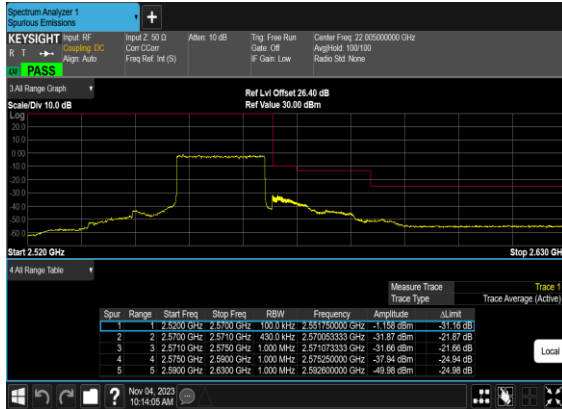 Spectrum Analyzer 1
Spurious Emissions
KEYSIGHT Input: RF Input Z: 50 Ω Atten: 10 dB Trig: Free Run Center Freq: 22.005000000 GHz
R T Coupling: DC Corr CCorr Gate: Off Avg|Hold: 100/100
Align: Auto Freq Ref: Int (S) IF Gain: Low Radio Std: None
PASS
3 All Range Graph
Ref Lvl Offset 26.40 dB
Scale/Div 10.0 dB Ref Value 30.00 dBm
Log
20.0
10.0
0.00
-10.0
-20.0
-30.0
-40.0
-50.0
-60.0
Start 2.520 GHz Stop 2.630 GH
4 All Range Table
Measure Trace Trace 1
Trace Type Trace Average (Active)
Spur Range Start Freq Stop Freq RBW Frequency Amplitude ΔLimit
1 1 2.5200 GHz 2.5700 GHz 100.0 kHz 2.551750000 GHz -1.158 dBm -31.16 dB
2 2 2.5700 GHz 2.5710 GHz 430.0 kHz 2.570053333 GHz -31.87 dBm -21.87 dB
3 3 2.5710 GHz 2.5750 GHz 1.000 MHz 2.571073333 GHz -31.66 dBm -21.66 dB
4 4 2.5750 GHz 2.5900 GHz 1.000 MHz 2.575250000 GHz -37.94 dBm -24.94 dB
5 5 2.5900 GHz 2.6300 GHz 1.000 MHz 2.592600000 GHz -49.98 dBm -24.98 dB
Local
Nov 04, 2023
10:14:05 AM